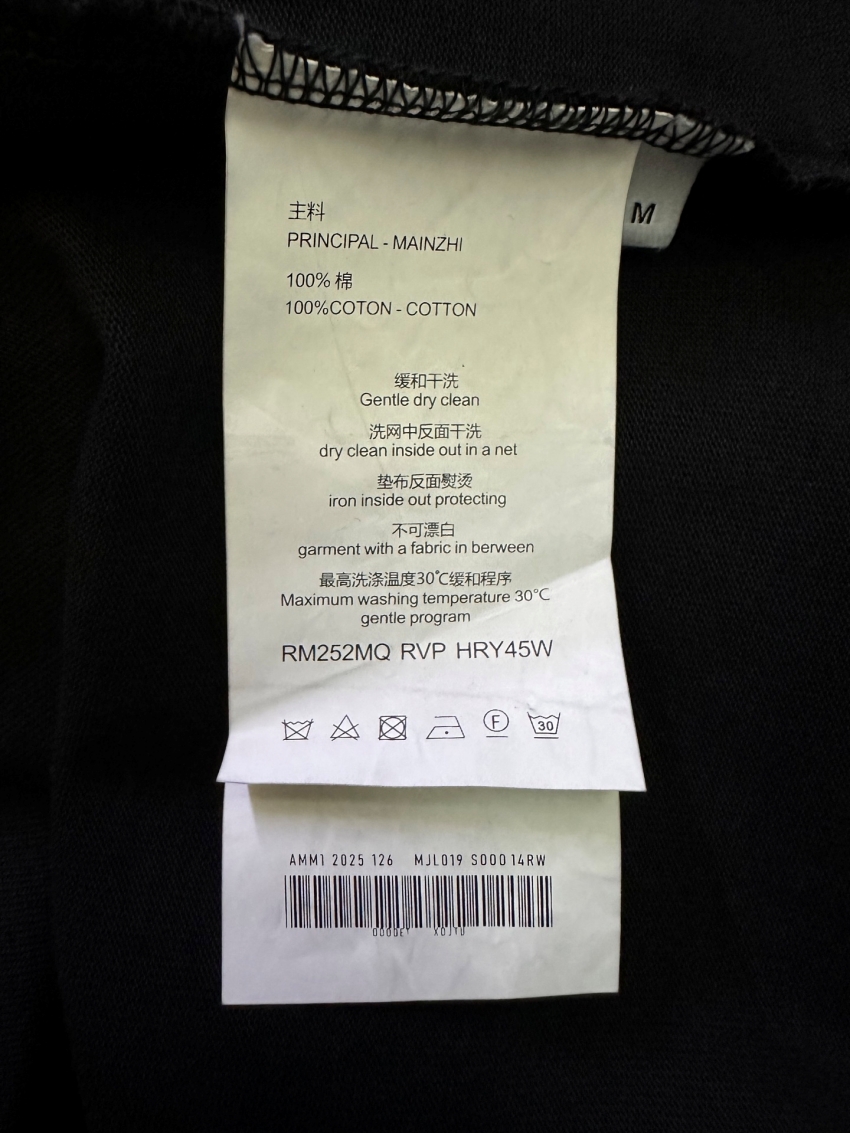 主料
PRINCIPAL - MAINZHI
100% 棉
100%COTON - COTTON
M
缓和干洗
Gentle dry clean
洗网中反面干洗
dry clean inside out in a net
垫布反面熨烫
iron inside out protecting
不可漂白
garment with a fabric in berween
最高洗涤温度30℃缓和程序
Maximum washing temperature 30℃
gentle program
RM252MQ RVP HRY45W
F
30
AMM1 2025 126 MJL019 S000 14RW